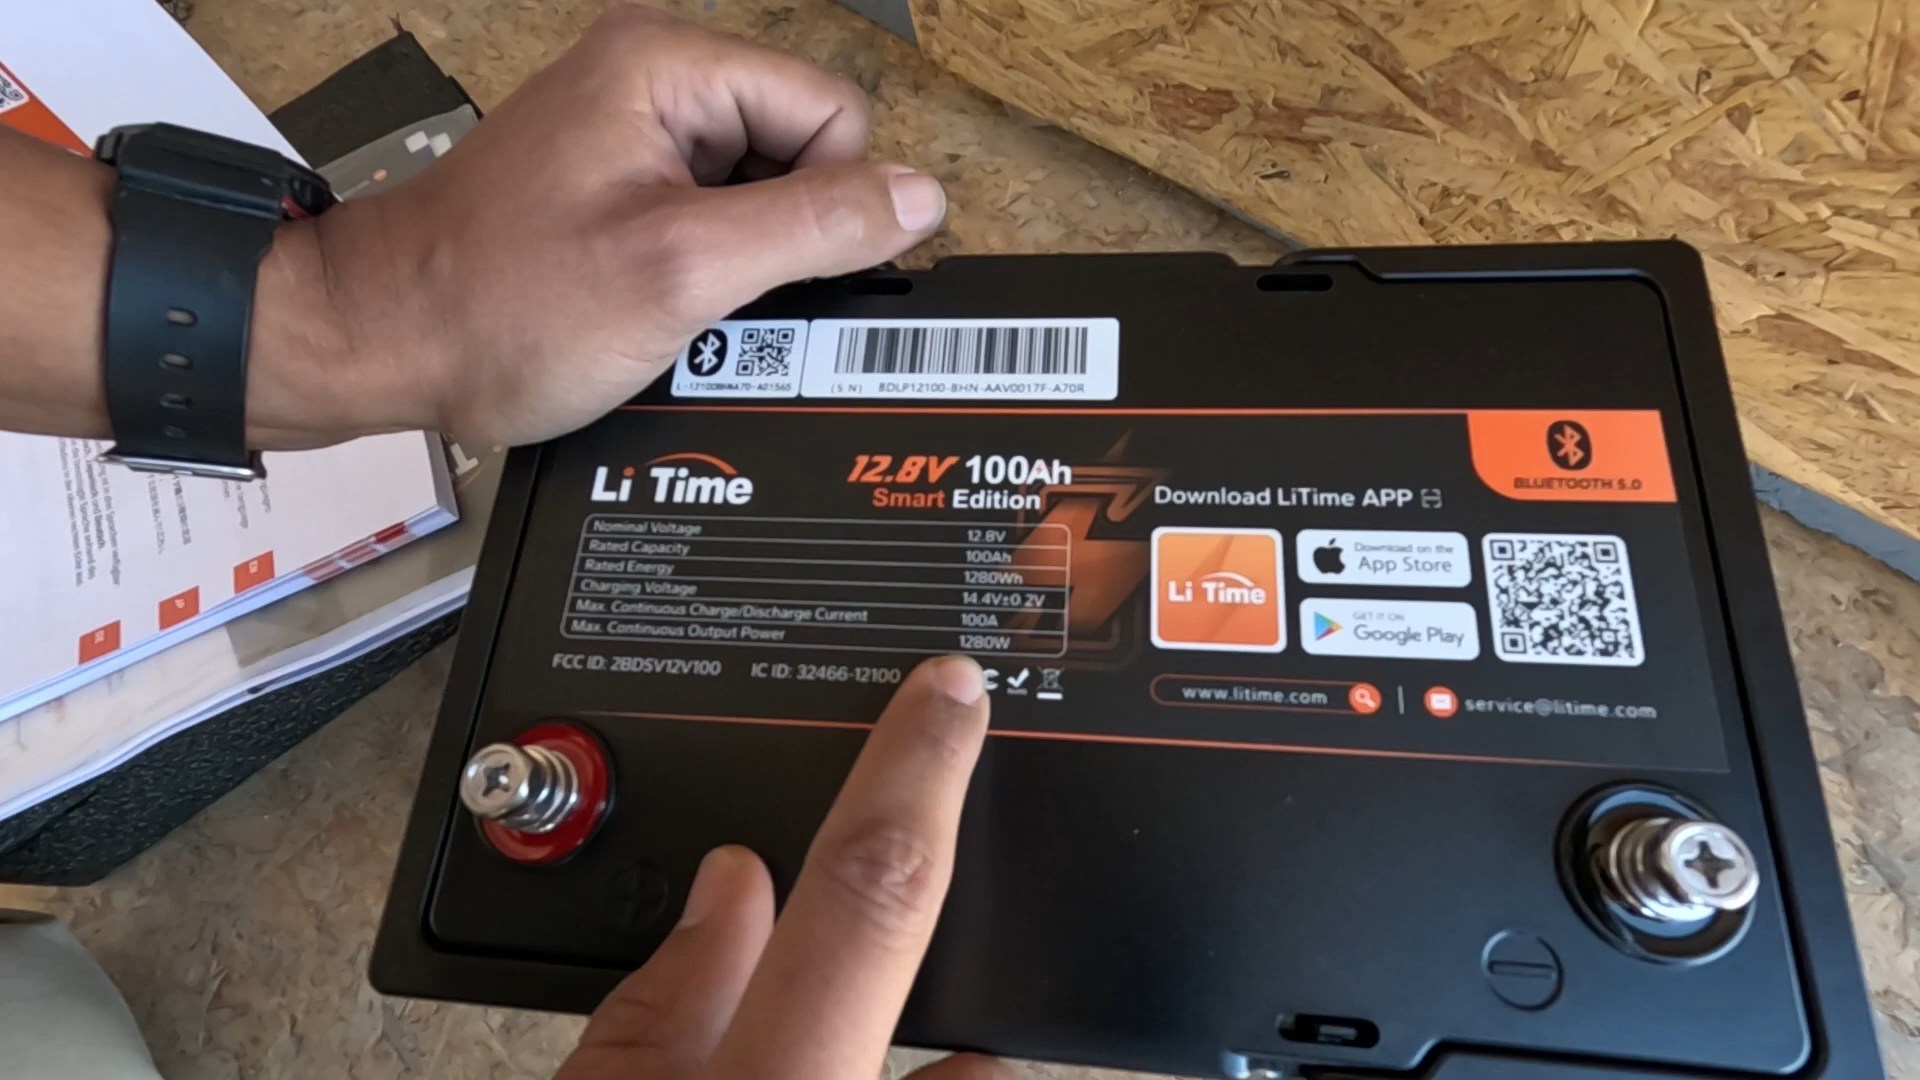 L-12100BHNA70-A01565
(SN) BDLP12100-BHN-AAV0017F-A70R
BLUETOOTH 5.0
Li Time
12.8V 100Ah
Smart Edition
Nominal Voltage 12.8V
Rated Capacity 100Ah
Rated Energy 1280Wh
Charging Voltage 14.4V±0.2V
Max. Continuous Charge/Discharge Current 100A
Max. Continuous Output Power 1280W
FCC ID: 2BDSV12V100 IC ID: 32466-12100
Download LiTime APP
Li Time
Download on the
App Store
GET IT ON
Google Play
www.litime.com | service@litime.com